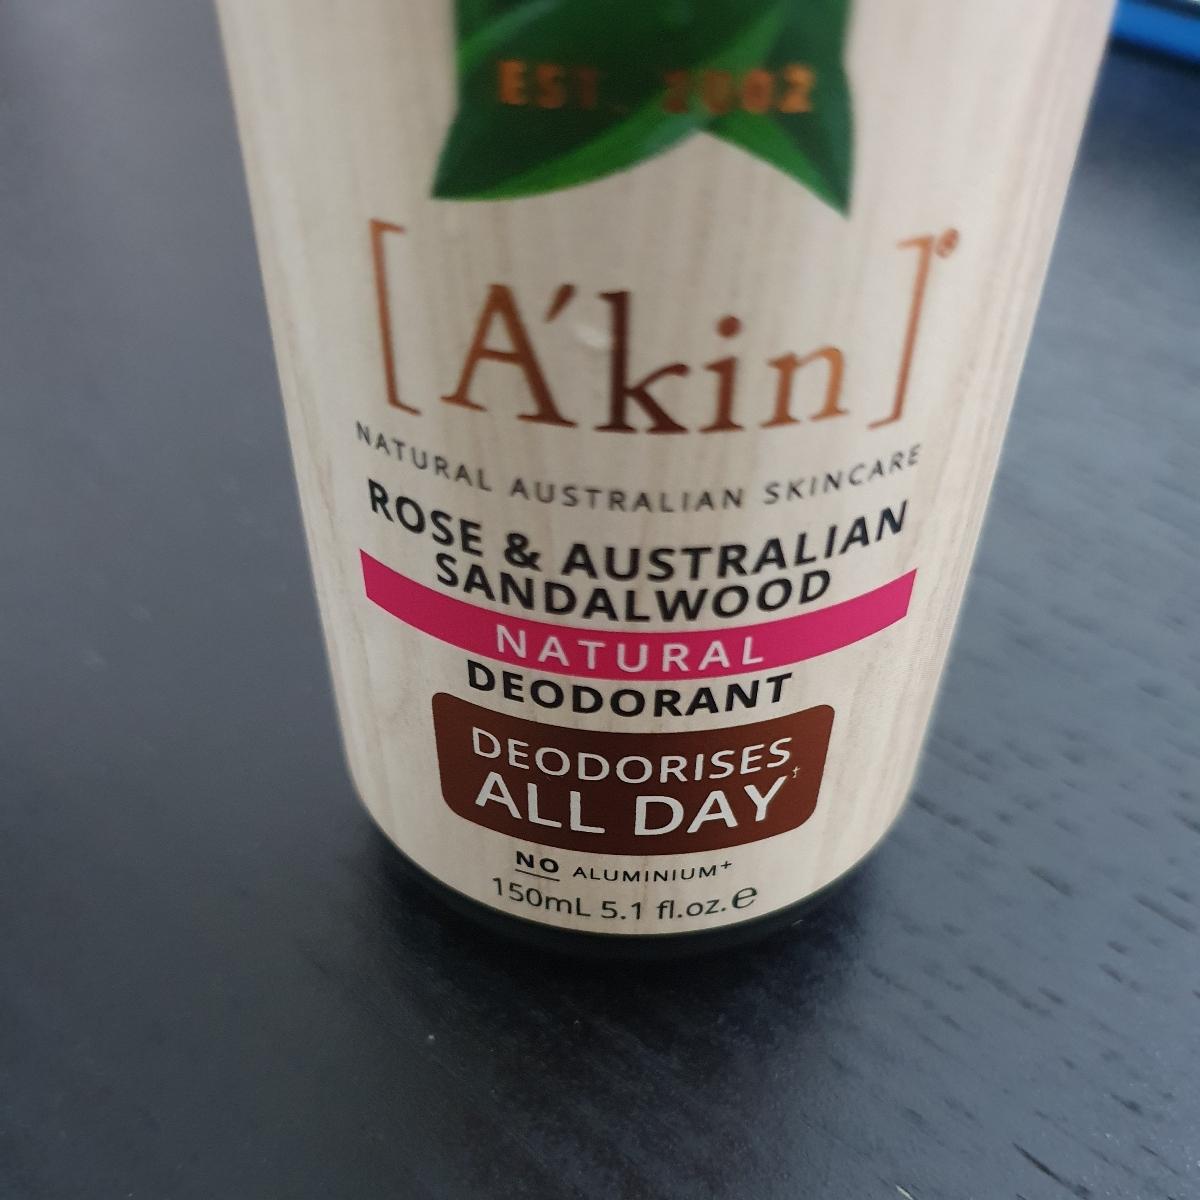 EST. 2002
[A'kin]®
NATURAL AUSTRALIAN SKINCARE
ROSE & AUSTRALIAN
SANDALWOOD
NATURAL
DEODORANT
DEODORISES
ALL DAY†
NO ALUMINIUM+
150mL 5.1 fl.oz.℮